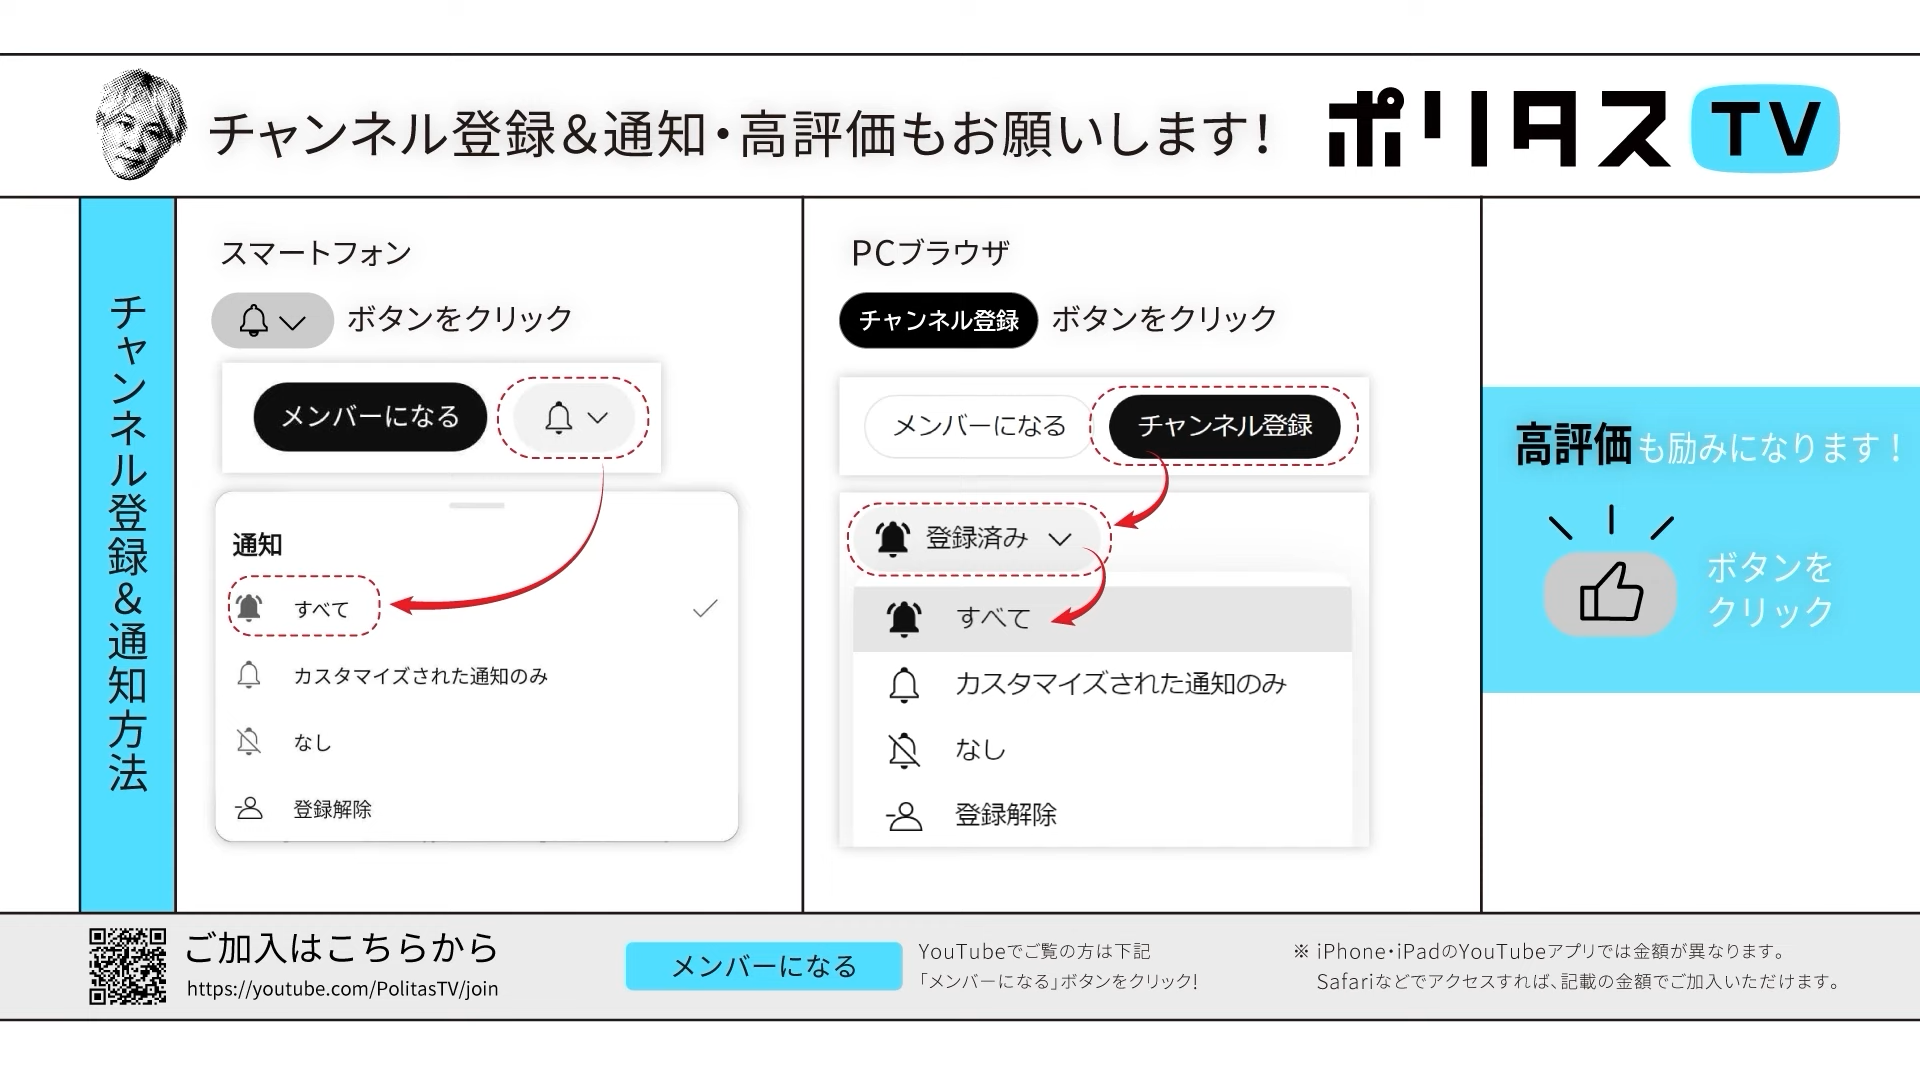 チャンネル登録＆通知・高評価もお願いします！
ポリタスTV
チャンネル登録＆通知方法
スマートフォン
ボタンをクリック
メンバーになる
通知
すべて
カスタマイズされた通知のみ
なし
登録解除
PCブラウザ
チャンネル登録 ボタンをクリック
メンバーになる チャンネル登録
登録済み
すべて
カスタマイズされた通知のみ
なし
登録解除
高評価も励みになります！
ボタンを
クリック
ご加入はこちらから
https://youtube.com/PolitasTV/join
メンバーになる
YouTubeでご覧の方は下記
「メンバーになる」ボタンをクリック！
※ iPhone・iPadのYouTubeアプリでは金額が異なります。
Safariなどでアクセスすれば、記載の金額でご加入いただけます。